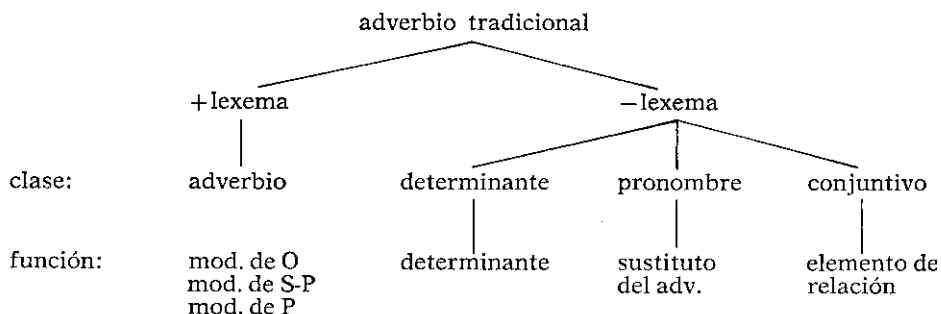 adverbio tradicional
+lexema −lexema
clase: adverbio determinante pronombre conjuntivo
función: mod. de O determinante sustituto elemento de
mod. de S-P del adv. relación
mod. de P